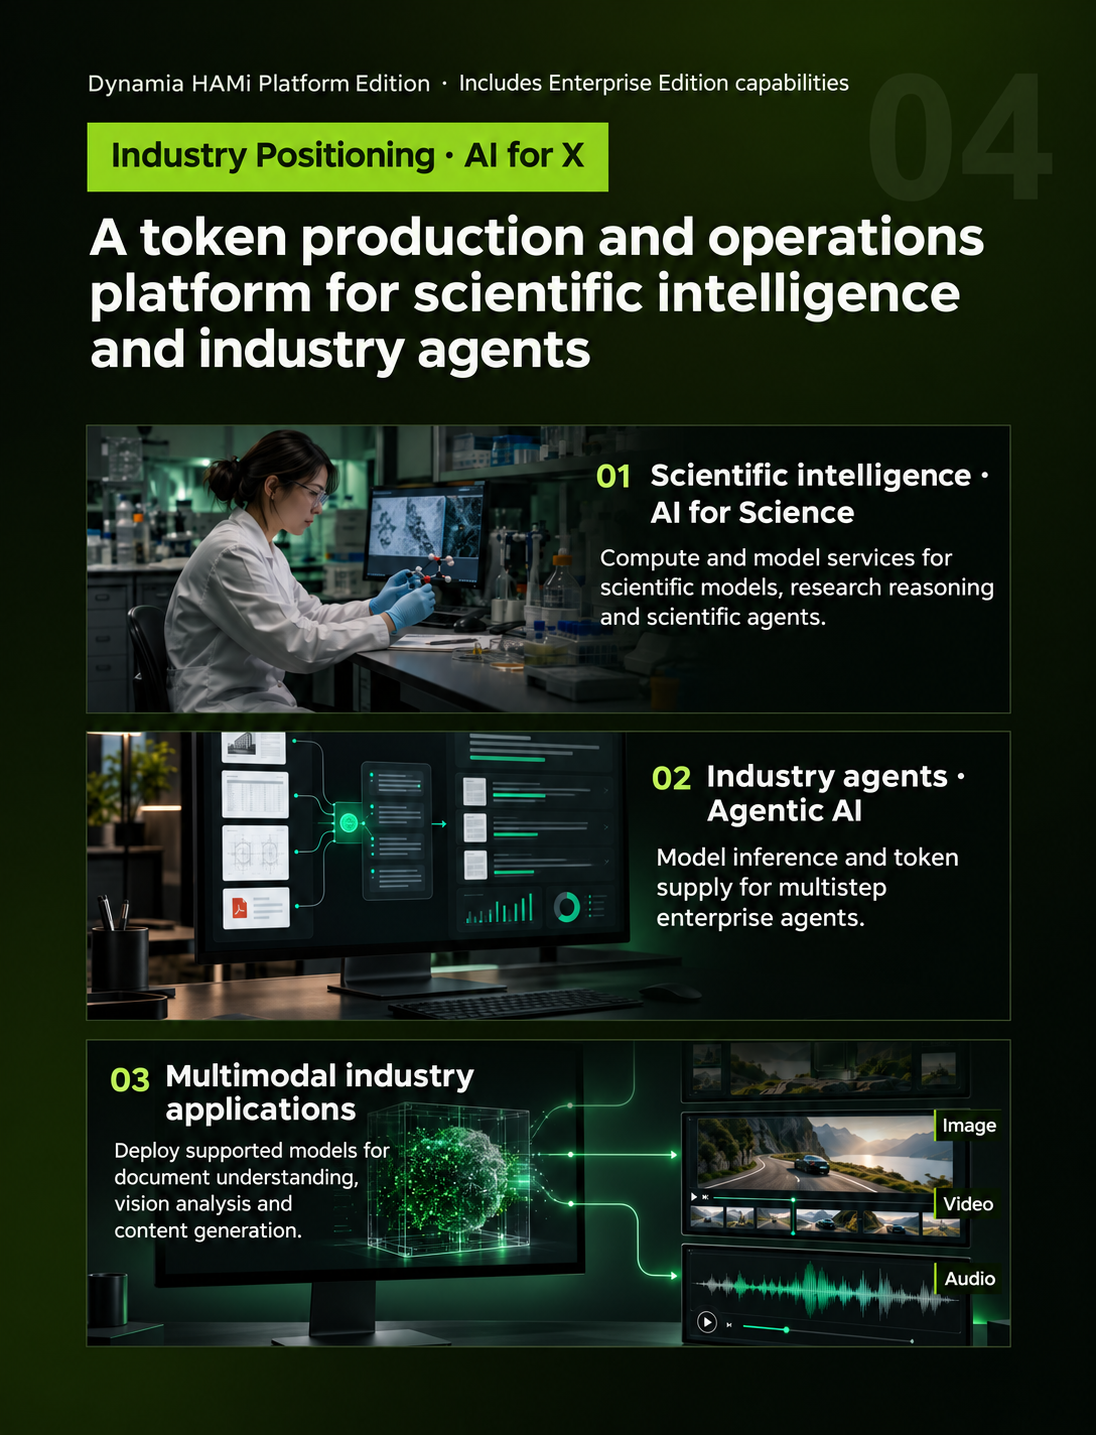 Dynamia HAMi Platform Edition · Includes Enterprise Edition capabilities
04
Industry Positioning · AI for X
A token production and operations
platform for scientific intelligence
and industry agents
01 Scientific intelligence ·
AI for Science
Compute and model services for
scientific models, research reasoning
and scientific agents.
02 Industry agents ·
Agentic AI
Model inference and token
supply for multistep
enterprise agents.
03 Multimodal industry
applications
Deploy supported models for
document understanding,
vision analysis and
content generation.
Image
Video
Audio